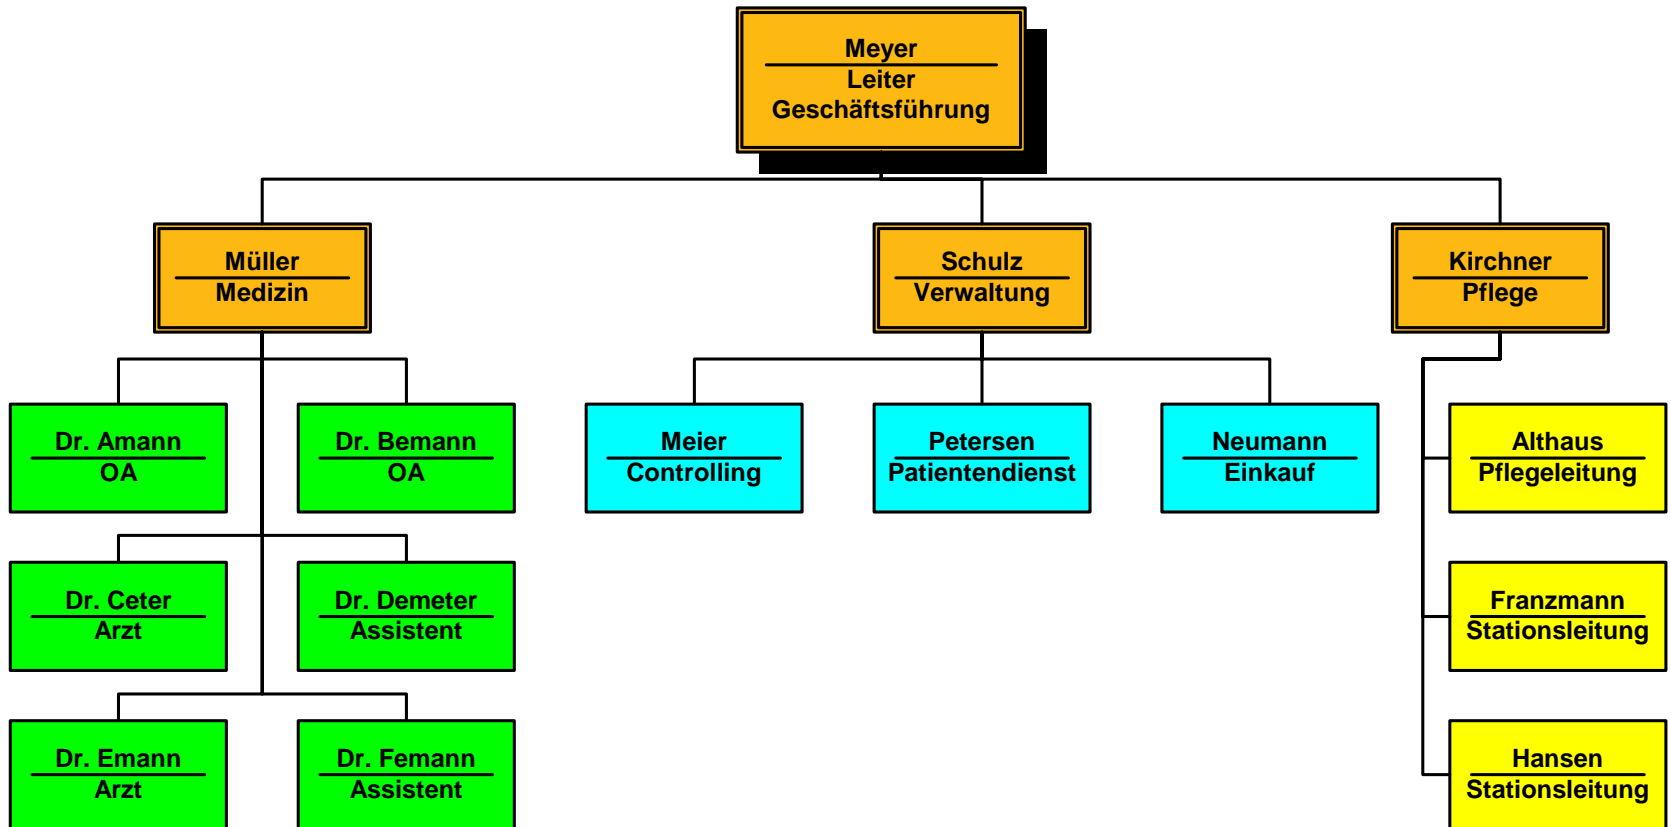 Meyer
Leiter
Geschäftsführung
Müller
Medizin
Schulz
Verwaltung
Kirchner
Pflege
Dr. Amann
OA
Dr. Bemann
OA
Meier
Controlling
Petersen
Patientendienst
Neumann
Einkauf
Althaus
Pflegeleitung
Dr. Ceter
Arzt
Dr. Demeter
Assistent
Franzmann
Stationsleitung
Dr. Emann
Arzt
Dr. Femann
Assistent
Hansen
Stationsleitung